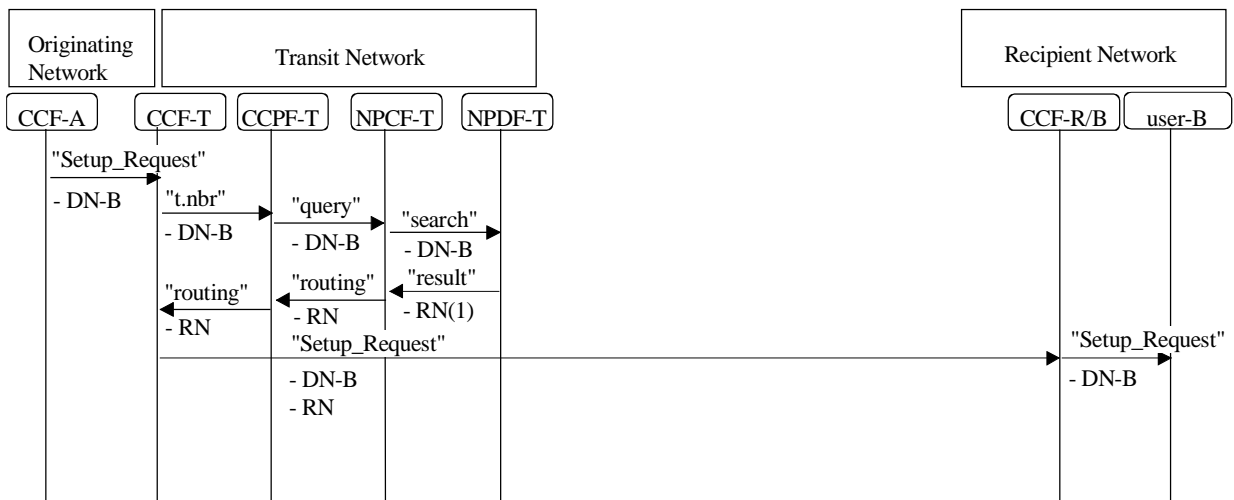 Originating
Network
Transit Network
Recipient Network
CCF-A
CCF-T
CCPF-T
NPCF-T
NPDF-T
CCF-R/B
user-B
"Setup_Request"
- DN-B
"t.nbr"
- DN-B
"query"
- DN-B
"search"
- DN-B
"result"
- RN(1)
"routing"
- RN
"routing"
- RN
"Setup_Request"
- DN-B
- RN
"Setup_Request"
- DN-B